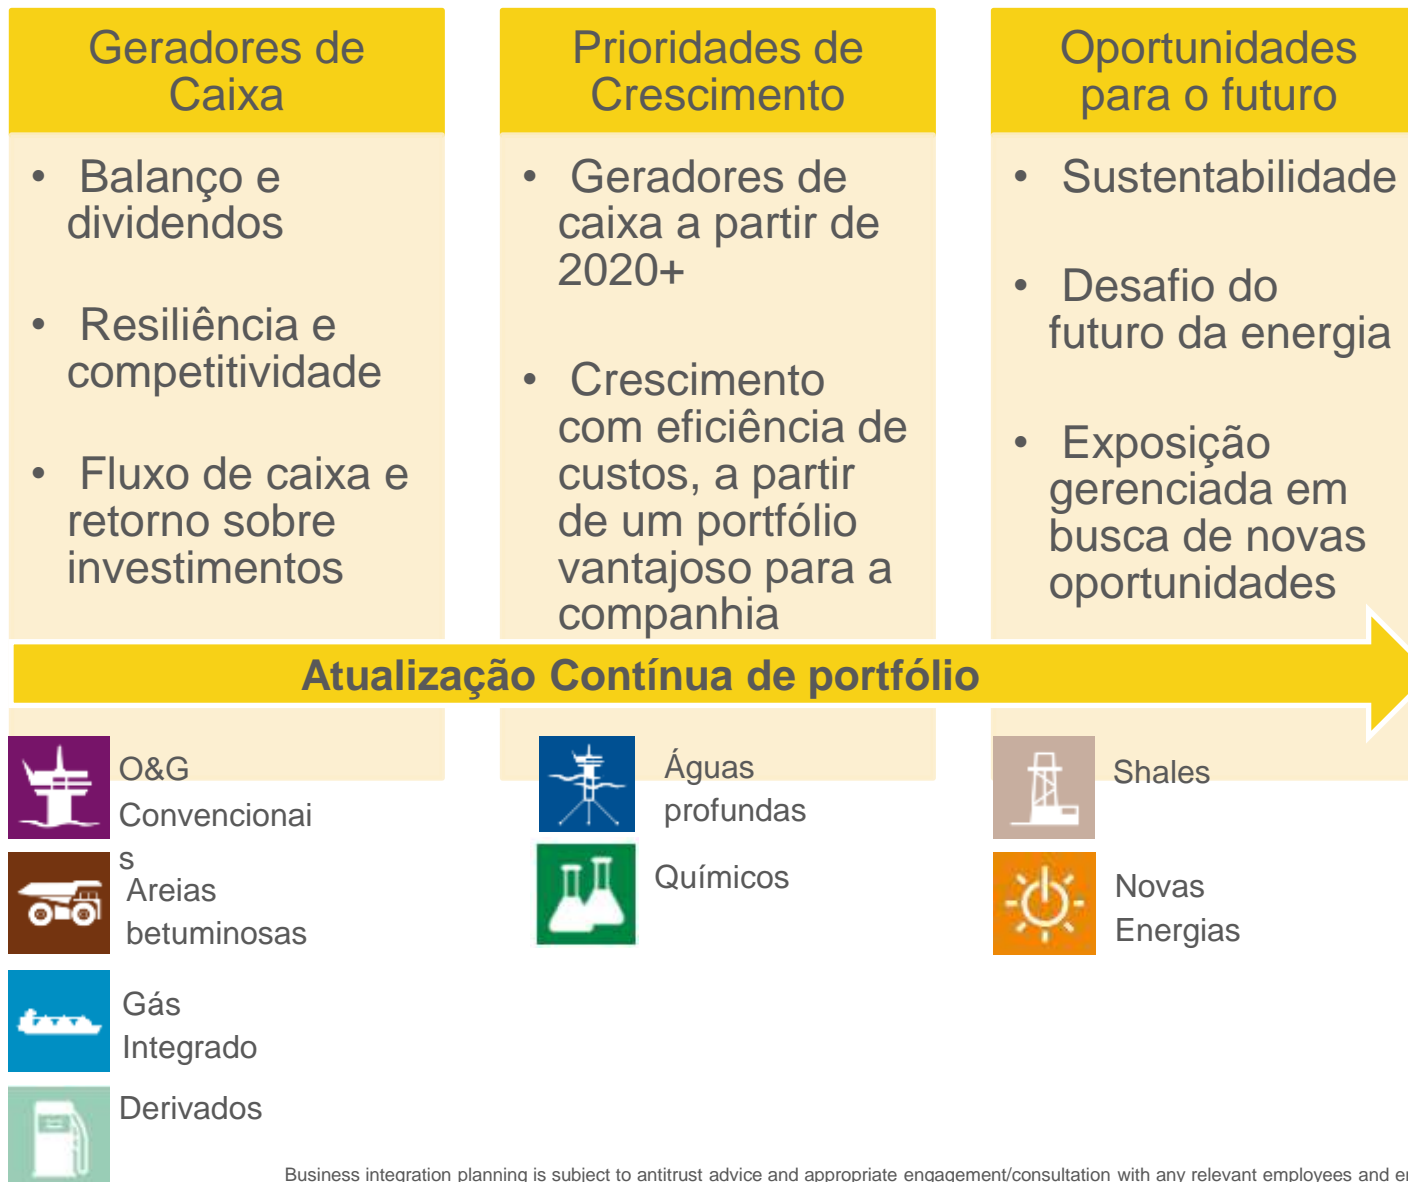 Geradores de
Caixa
• Balanço e
dividendos
• Resiliência e
competitividade
• Fluxo de caixa e
retorno sobre
investimentos
Prioridades de
Crescimento
• Geradores de
caixa a partir de
2020+
• Crescimento
com eficiência de
custos, a partir
de um portfólio
vantajoso para a
companhia
Oportunidades
para o futuro
• Sustentabilidade
• Desafio do
futuro da energia
• Exposição
gerenciada em
busca de novas
oportunidades
Atualização Contínua de portfólio
O&G
Convencionai
s
Areias
betuminosas
Gás
Integrado
Derivados
Águas
profundas
Químicos
Shales
Novas
Energias
Business integration planning is subject to antitrust advice and appropriate engagement/consultation with any relevant employees and